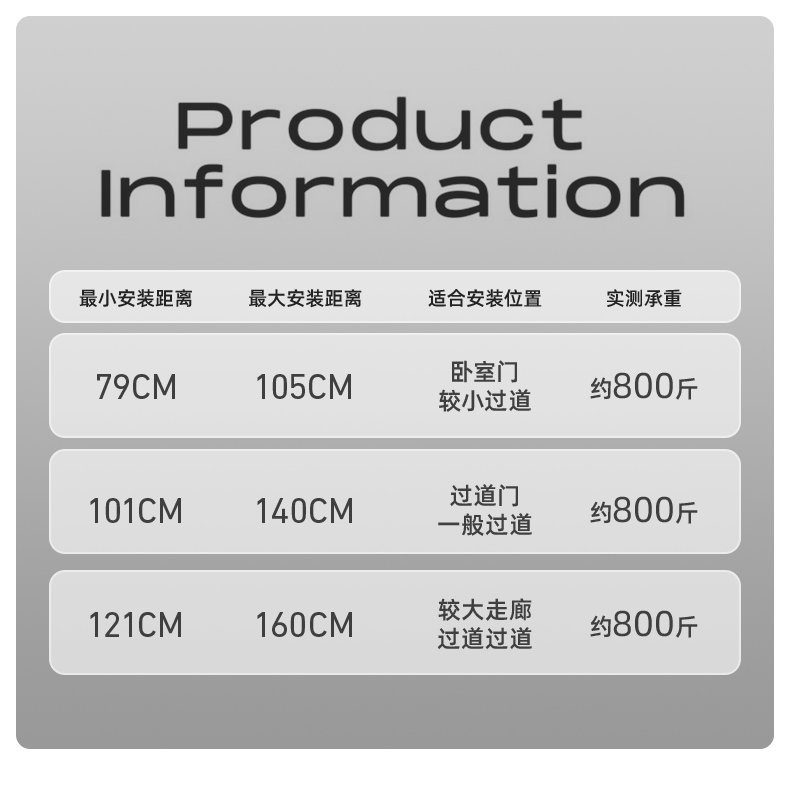 Product
Information
最小安装距离 最大安装距离 适合安装位置 实测承重
79CM 105CM 卧室门 约800斤
较小过道
101CM 140CM 过道门 约800斤
一般过道
121CM 160CM 较大走廊 约800斤
过道过道